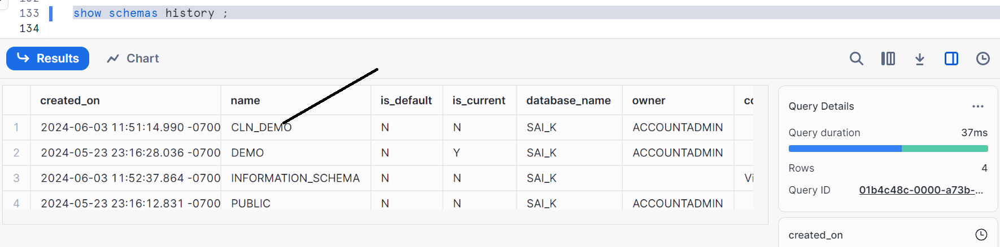 133 show schemas history ;
134
Results Chart
created_on name is_default is_current database_name owner
1 2024-06-03 11:51:14.990 -0700 CLN_DEMO N N SAI_K ACCOUNTADMIN
2 2024-05-23 23:16:28.036 -0700 DEMO N Y SAI_K ACCOUNTADMIN
3 2024-06-03 11:52:37.864 -0700 INFORMATION_SCHEMA N N SAI_K Vi
4 2024-05-23 23:16:12.831 -0700 PUBLIC N N SAI_K ACCOUNTADMIN
Query Details ...
Query duration 37ms
Rows 4
Query ID 01b4c48c-0000-a73b-...
created_on